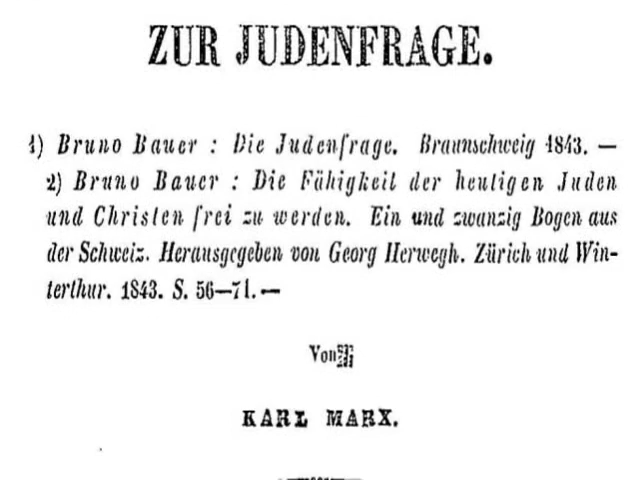 ZUR JUDENFRAGE.
1) Bruno Bauer : Die Judenfrage. Braunschweig 1843. —
2) Bruno Bauer : Die Fähigkeit der heutigen Juden
und Christen frei zu werden. Ein und zwanzig Bogen aus
der Schweiz. Herausgegeben von Georg Herwegh. Zürich und Win-
terthur. 1843. S. 56—71. —
Von
KARL MARX.